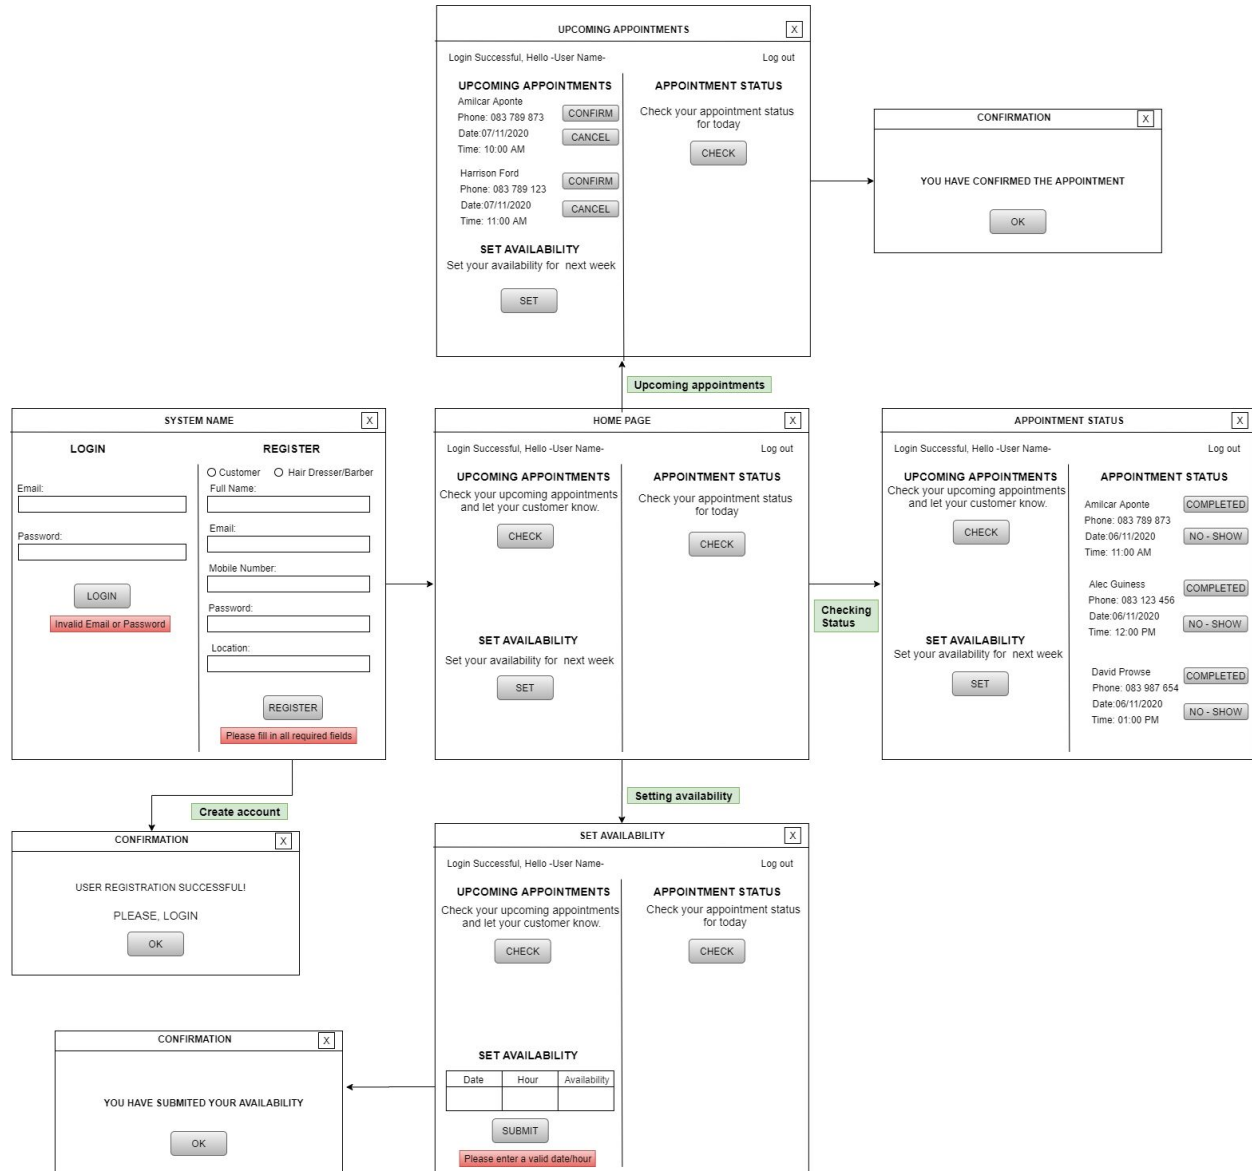 UPCOMING APPOINTMENTS
X
Login Successful, Hello -User Name-
Log out
UPCOMING APPOINTMENTS
Amilcar Aponte
Phone: 083 789 873
Date:07/11/2020
Time: 10:00 AM
CONFIRM
CANCEL
Harrison Ford
Phone: 083 789 123
Date:07/11/2020
Time: 11:00 AM
CONFIRM
CANCEL
SET AVAILABILITY
Set your availability for next week
SET
APPOINTMENT STATUS
Check your appointment status
for today
CHECK
CONFIRMATION
X
YOU HAVE CONFIRMED THE APPOINTMENT
OK
Upcoming appointments
SYSTEM NAME
X
LOGIN
Email:
Password:
LOGIN
Invalid Email or Password
REGISTER
Customer
Hair Dresser/Barber
Full Name:
Email:
Mobile Number:
Password:
Location:
REGISTER
Please fill in all required fields
HOME PAGE
X
Login Successful, Hello -User Name-
Log out
UPCOMING APPOINTMENTS
Check your upcoming appointments
and let your customer know.
CHECK
SET AVAILABILITY
Set your availability for next week
SET
APPOINTMENT STATUS
Check your appointment status
for today
CHECK
Checking
Status
APPOINTMENT STATUS
X
Login Successful, Hello -User Name-
Log out
UPCOMING APPOINTMENTS
Check your upcoming appointments
and let your customer know.
CHECK
SET AVAILABILITY
Set your availability for next week
SET
APPOINTMENT STATUS
Amilcar Aponte
Phone: 083 789 873
Date:06/11/2020
Time: 11:00 AM
COMPLETED
NO - SHOW
Alec Guiness
Phone: 083 123 456
Date:06/11/2020
Time: 12:00 PM
COMPLETED
NO - SHOW
David Prowse
Phone: 083 987 654
Date:06/11/2020
Time: 01:00 PM
COMPLETED
NO - SHOW
Create account
CONFIRMATION
X
USER REGISTRATION SUCCESSFUL!
PLEASE, LOGIN
OK
Setting availability
SET AVAILABILITY
X
Login Successful, Hello -User Name-
Log out
UPCOMING APPOINTMENTS
Check your upcoming appointments
and let your customer know.
CHECK
APPOINTMENT STATUS
Check your appointment status
for today
CHECK
SET AVAILABILITY
Date
Hour
Availability
SUBMIT
Please enter a valid date/hour
CONFIRMATION
X
YOU HAVE SUBMITED YOUR AVAILABILITY
OK